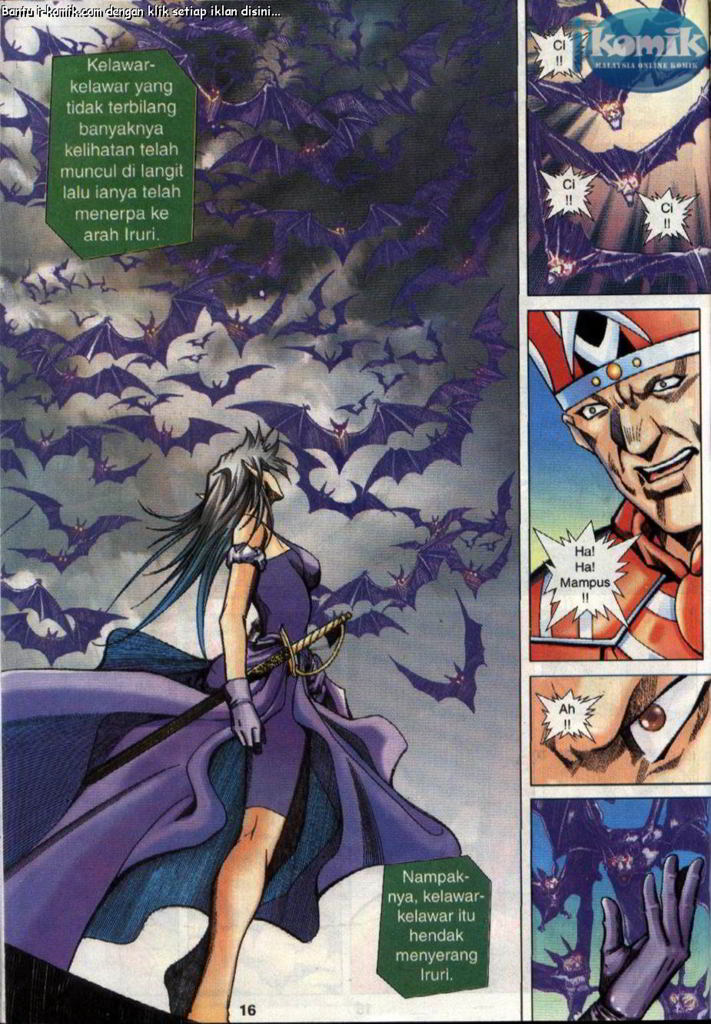 Bantu i-komik.com dengan klik setiap iklan disini...
Kelawar-
kelawar yang
tidak terbilang
banyaknya
kelihatan telah
muncul di langit
lalu ianya telah
menerpa ke
arah Iruri.
Ci
!!
ikomik
MALAYSIA ONLINE KOMIK
Ci
!!
Ci
!!
Ha!
Ha!
Mampus
!!
Ah
!!
Nampak-
nya, kelawar-
kelawar itu
hendak
menyerang
Iruri.
16